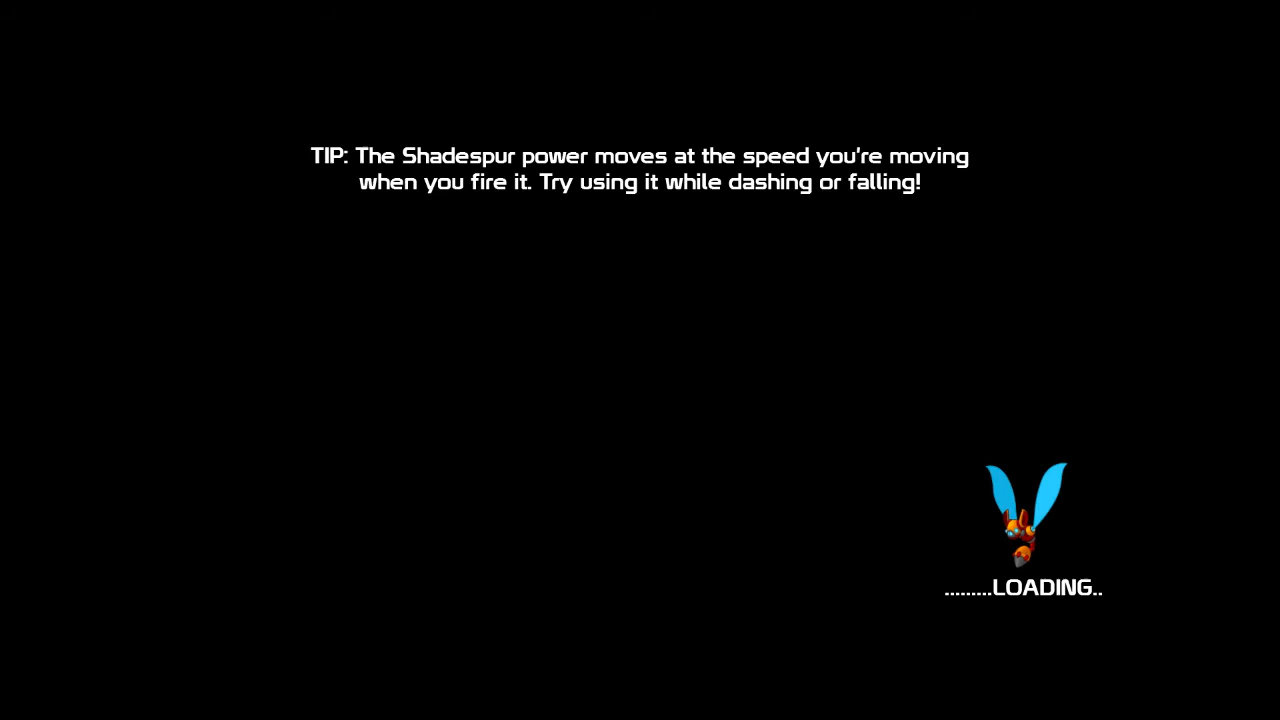 TIP: The Shadespur power moves at the speed you're moving
when you fire it. Try using it while dashing or falling!
.........LOADING..